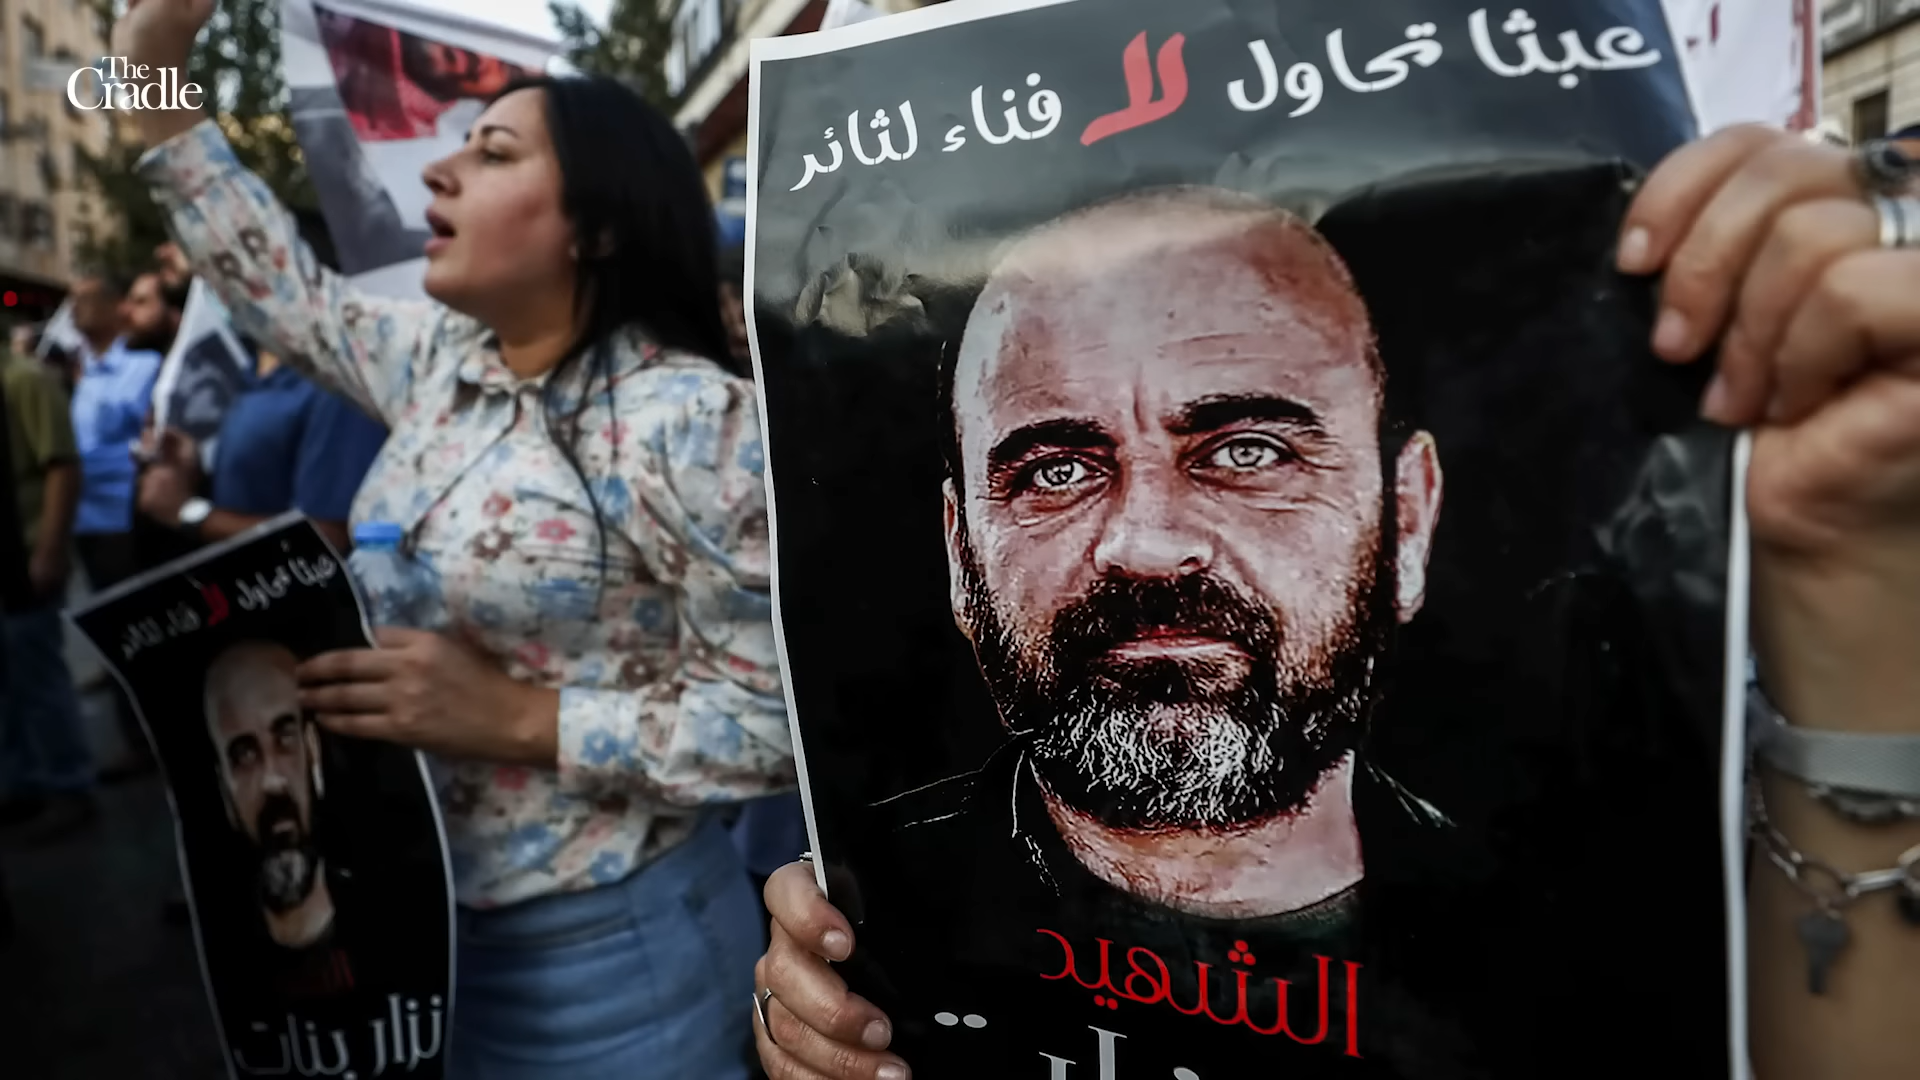 The
Cradle
عبثا تحاول لا فناء لثائر
الشهيد
عبثا تحاول لا فناء لثائر
نزار بنات